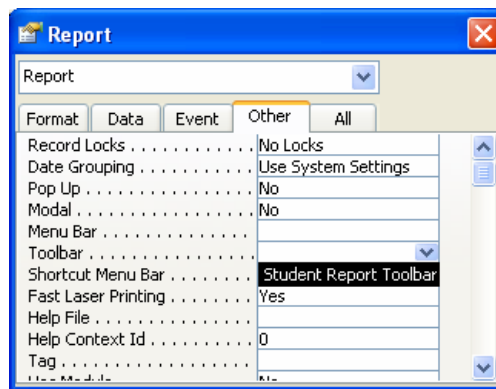 Report
Report
Format Data Event Other All
Record Locks . . . . . . . . . . . . No Locks
Date Grouping . . . . . . . . . . . Use System Settings
Pop Up . . . . . . . . . . . . . . . . . No
Modal . . . . . . . . . . . . . . . . . . No
Menu Bar . . . . . . . . . . . . . .
Toolbar . . . . . . . . . . . . . . . .
Shortcut Menu Bar . . . . . . . . Student Report Toolbar
Fast Laser Printing . . . . . . . . Yes
Help File . . . . . . . . . . . . . . .
Help Context Id . . . . . . . . . . 0
Tag . . . . . . . . . . . . . . . . . .